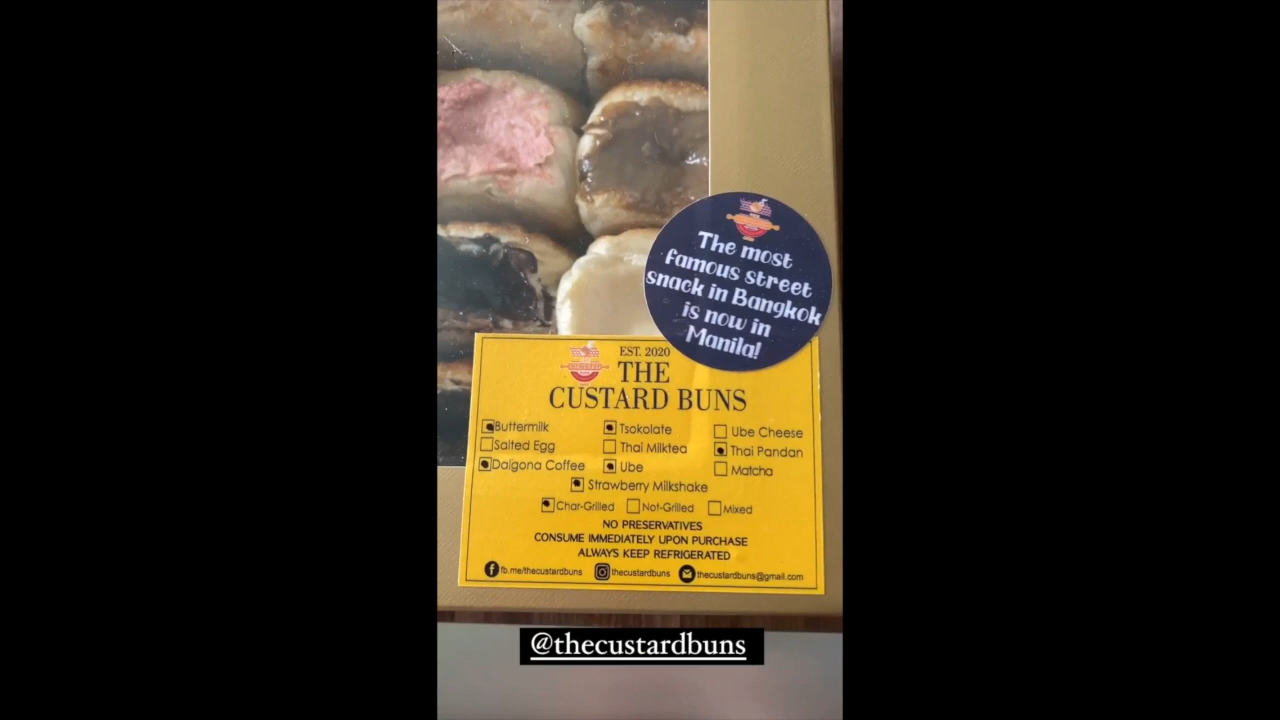 The most
famous street
snack in Bangkok
is now in
Manila!
EST. 2020
THE
CUSTARD BUNS
Buttermilk
Tsokolate
Ube Cheese
Salted Egg
Thai Milktea
Thai Pandan
Dalgona Coffee
Ube
Matcha
Strawberry Milkshake
Char-Grilled
Not-Grilled
Mixed
NO PRESERVATIVES
CONSUME IMMEDIATELY UPON PURCHASE
ALWAYS KEEP REFRIGERATED
fb.me/thecustardbuns
thecustardbuns
thecustardbuns@gmail.com
@thecustardbuns